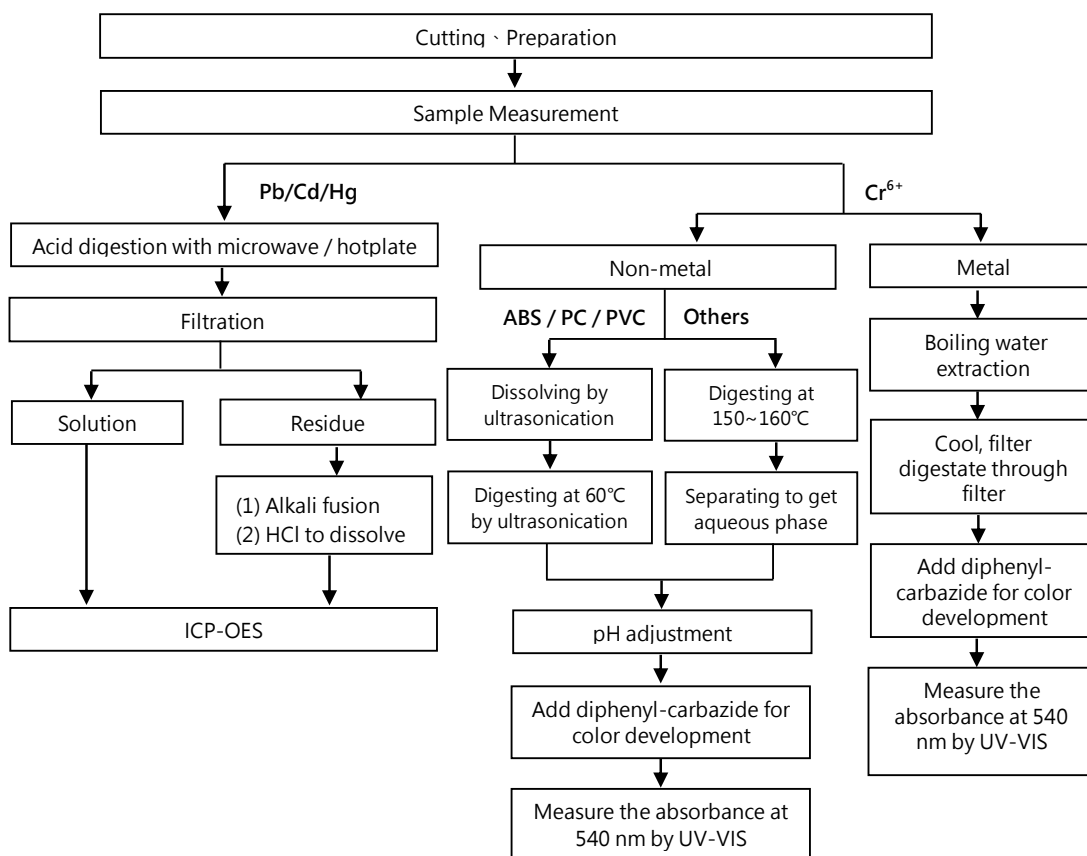 Cutting、Preparation
Sample Measurement
Pb/Cd/Hg
Cr6+
Acid digestion with microwave / hotplate
Filtration
Solution
Residue
(1) Alkali fusion
(2) HCl to dissolve
ICP-OES
Non-metal
ABS / PC / PVC
Others
Dissolving by
ultrasonication
Digesting at 60℃
by ultrasonication
Digesting at
150~160℃
Separating to get
aqueous phase
pH adjustment
Add diphenyl-carbazide for
color development
Measure the absorbance at
540 nm by UV-VIS
Metal
Boiling water
extraction
Cool, filter
digestate through
filter
Add diphenyl-
carbazide for color
development
Measure the
absorbance at 540
nm by UV-VIS